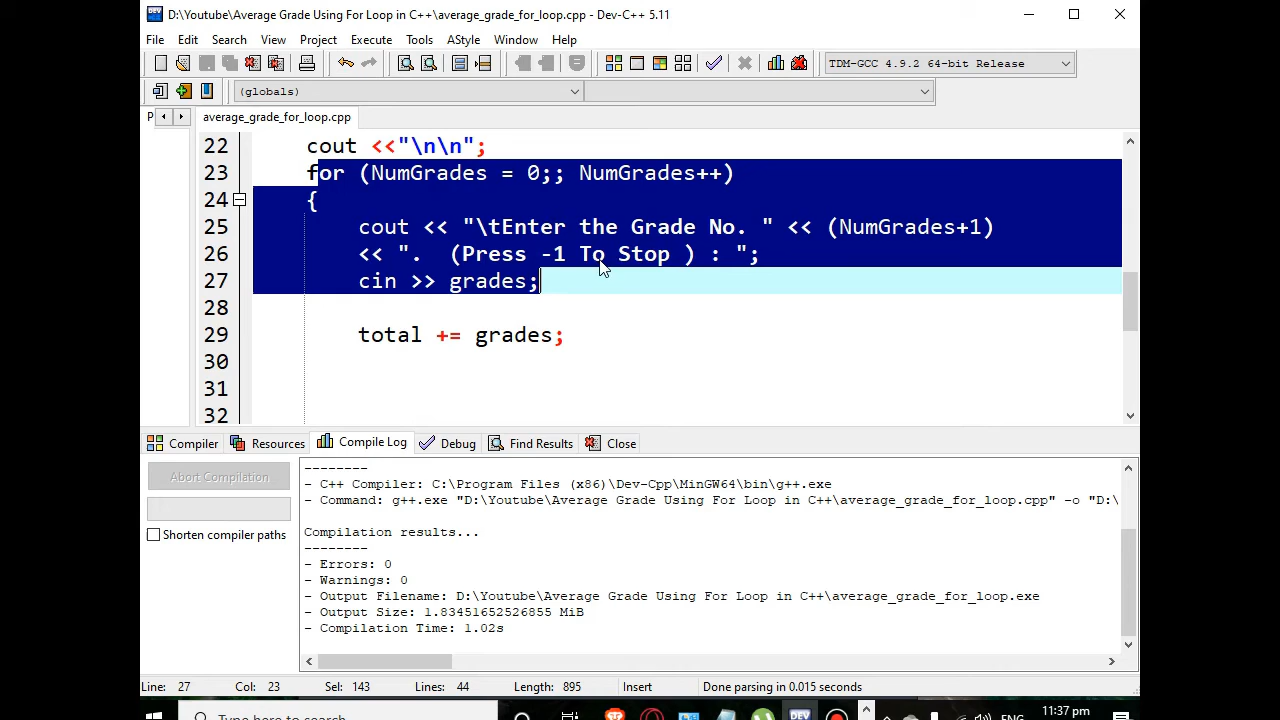 D:\Youtube\Average Grade Using For Loop in C++\average_grade_for_loop.cpp - Dev-C++ 5.11
File Edit Search View Project Execute Tools AStyle Window Help
TDM-GCC 4.9.2 64-bit Release
(globals)
P average_grade_for_loop.cpp
22 cout <<"\n\n";
23 for (NumGrades = 0;; NumGrades++)
24 {
25 cout << "\tEnter the Grade No. " << (NumGrades+1)
26 << ". (Press -1 To Stop ) : ";
27 cin >> grades;
28
29 total += grades;
30
31
32
Compiler Resources Compile Log Debug Find Results Close
Abort Compilation
Shorten compiler paths
--------
- C++ Compiler: C:\Program Files (x86)\Dev-Cpp\MinGW64\bin\g++.exe
- Command: g++.exe "D:\Youtube\Average Grade Using For Loop in C++\average_grade_for_loop.cpp" -o "D:\
Compilation results...
--------
- Errors: 0
- Warnings: 0
- Output Filename: D:\Youtube\Average Grade Using For Loop in C++\average_grade_for_loop.exe
- Output Size: 1.83451652526855 MiB
- Compilation Time: 1.02s
Line: 27 Col: 23 Sel: 143 Lines: 44 Length: 895 Insert Done parsing in 0.015 seconds
Type here to search DEV ENG 11:37 pm